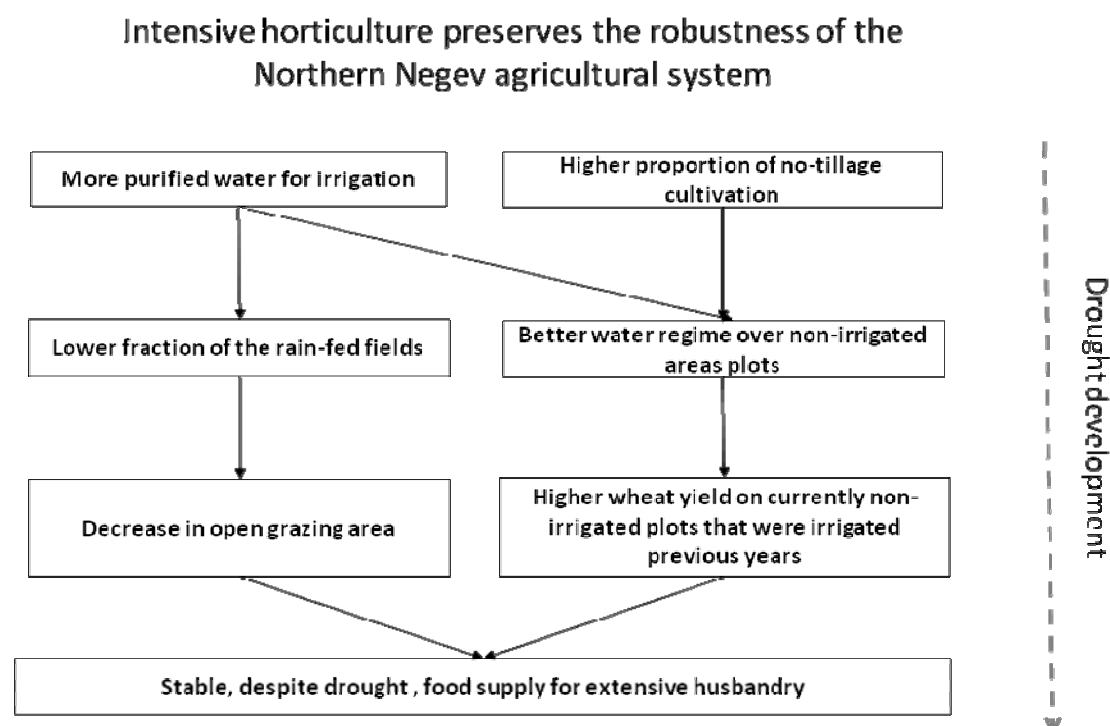 Intensive horticulture preserves the robustness of the
Northern Negev agricultural system
More purified water for irrigation
Higher proportion of no-tillage
cultivation
Lower fraction of the rain-fed fields
Better water regime over non-irrigated
areas plots
Decrease in open grazing area
Higher wheat yield on currently non-
irrigated plots that were irrigated
previous years
Stable, despite drought , food supply for extensive husbandry
Drought development